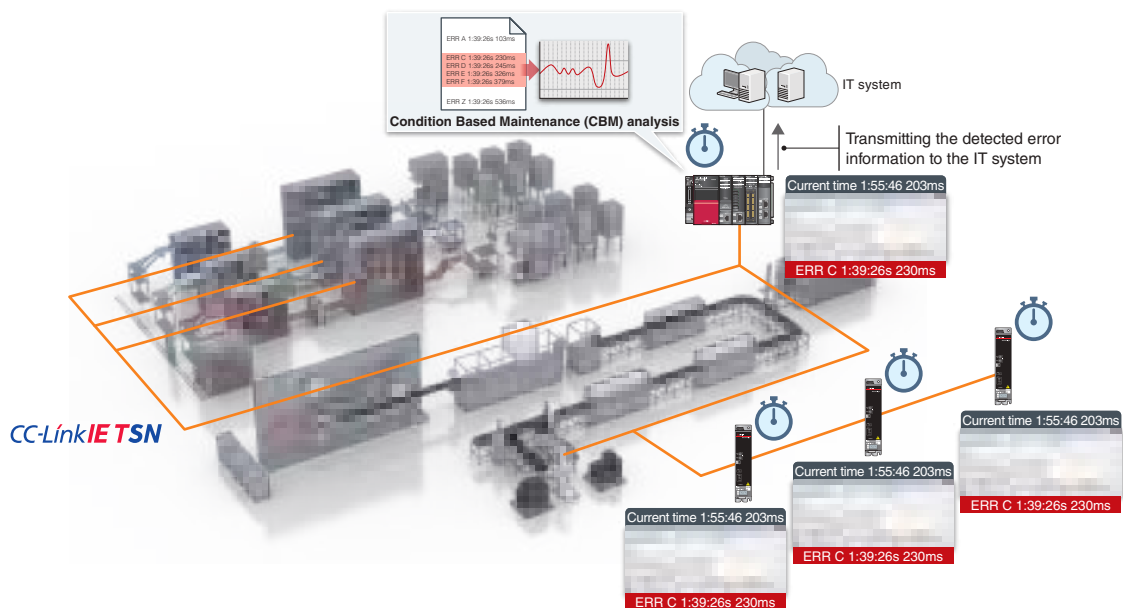 ERR A 1:39:26s 103ms
ERR C 1:39:26s 230ms
ERR D 1:39:26s 245ms
ERR E 1:39:26s 326ms
ERR F 1:39:26s 379ms
ERR Z 1:39:26s 536ms
Condition Based Maintenance (CBM) analysis
IT system
Transmitting the detected error
information to the IT system
Current time 1:55:46 203ms
ERR C 1:39:26s 230ms
CC-Link IE TSN
Current time 1:55:46 203ms
ERR C 1:39:26s 230ms
Current time 1:55:46 203ms
ERR C 1:39:26s 230ms
Current time 1:55:46 203ms
ERR C 1:39:26s 230ms